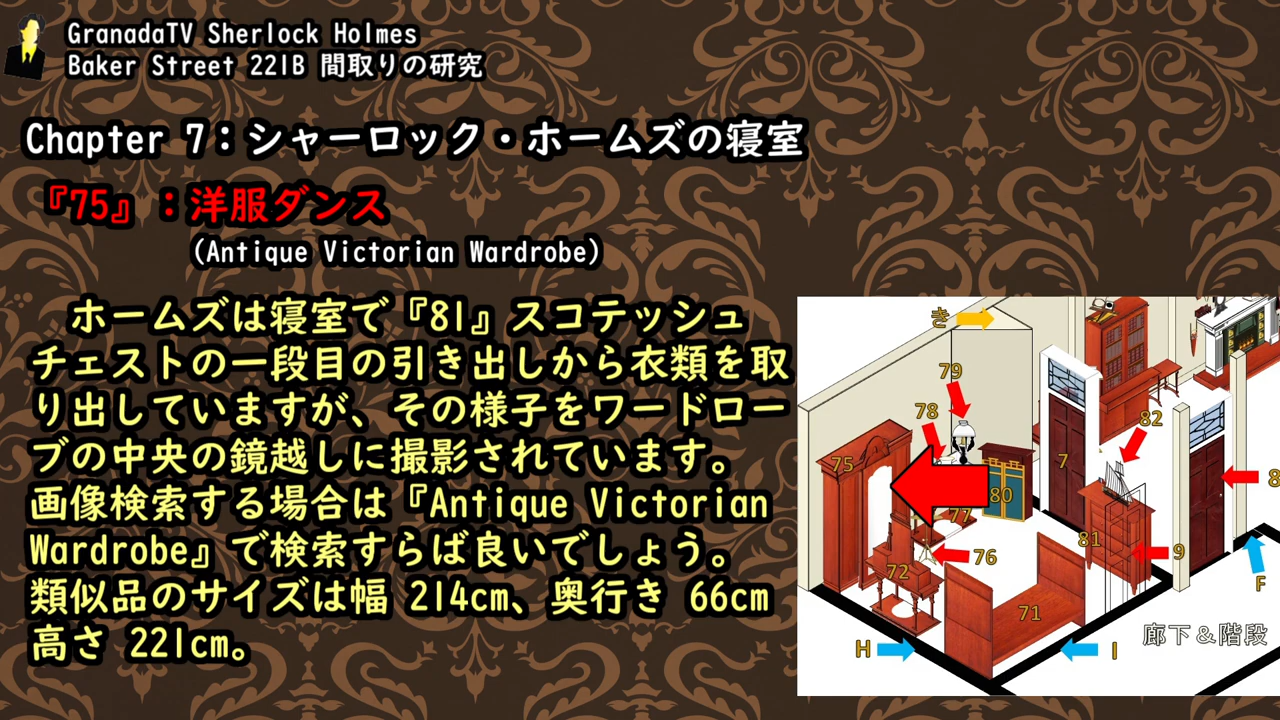 GranadaTV Sherlock Holmes
Baker Street 221B 間取りの研究
Chapter 7：シャーロック・ホームズの寝室
『75』：洋服ダンス
（Antique Victorian Wardrobe）
ホームズは寝室で『81』スコテッシュ
チェストの一段目の引き出しから衣類を取
り出していますが、その様子をワードロー
ブの中央の鏡越しに撮影されています。
画像検索する場合は『Antique Victorian
Wardrobe』で検索すらば良いでしょう。
類似品のサイズは幅 214cm、奥行き 66cm
高さ 221cm。
き
79
78
82
75
7
8
80
77
81
9
76
72
71
F
H
I
廊下＆階段